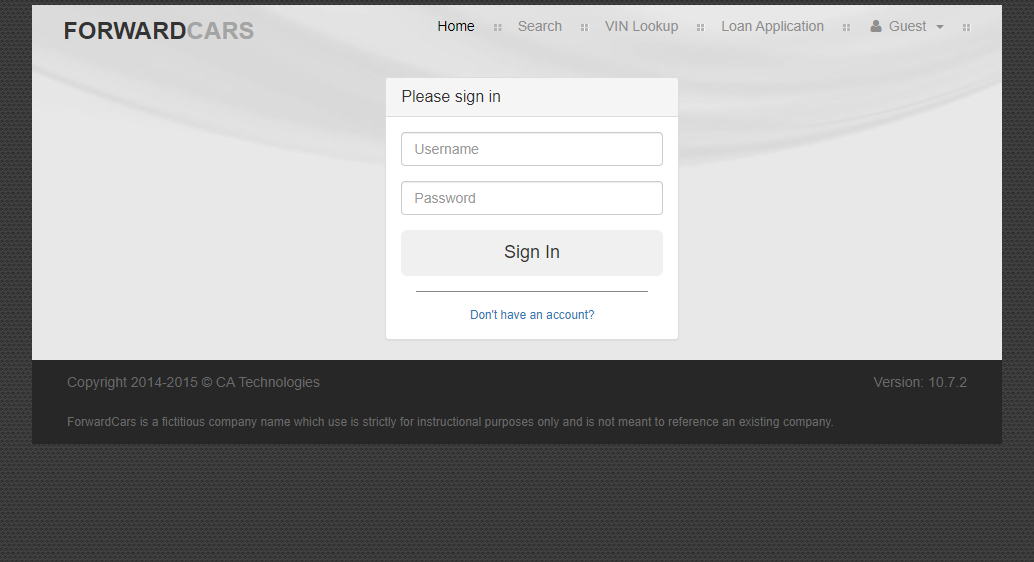 FORWARDCARS Home Search VIN Lookup Loan Application Guest
Please sign in
Username
Password
Sign In
Don't have an account?
Copyright 2014-2015 © CA Technologies Version: 10.7.2
ForwardCars is a fictitious company name which use is strictly for instructional purposes only and is not meant to reference an existing company.